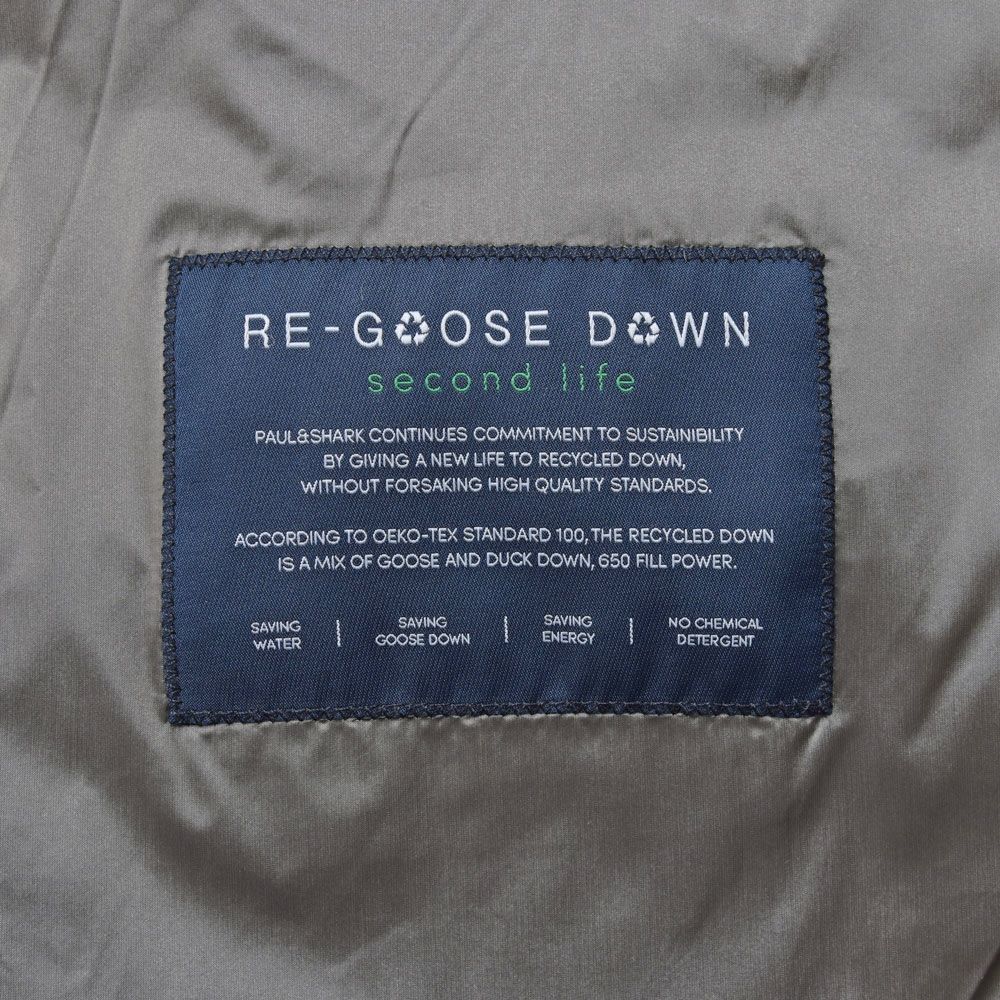 RE-GOOSE DOWN
second life
PAUL&SHARK CONTINUES COMMITMENT TO SUSTAINIBILITY
BY GIVING A NEW LIFE TO RECYCLED DOWN,
WITHOUT FORSAKING HIGH QUALITY STANDARDS.
ACCORDING TO OEKO-TEX STANDARD 100, THE RECYCLED DOWN
IS A MIX OF GOOSE AND DUCK DOWN, 650 FILL POWER.
SAVING
WATER
SAVING
GOOSE DOWN
SAVING
ENERGY
NO CHEMICAL
DETERGENT